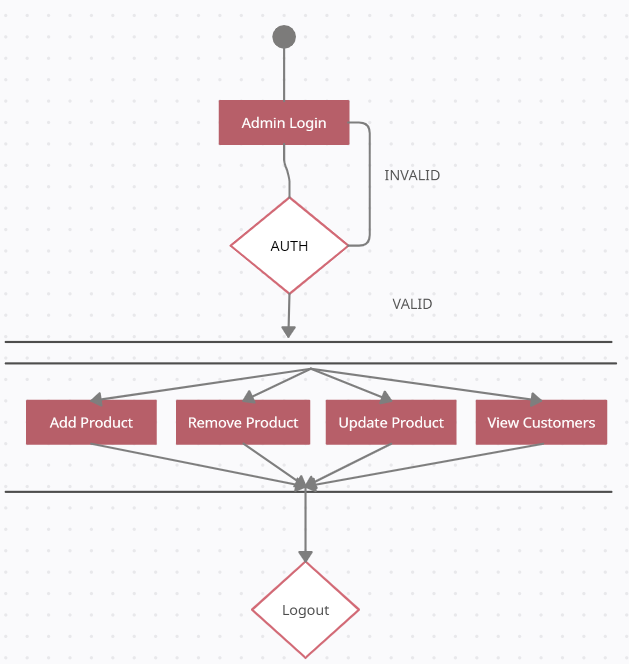 Admin Login
INVALID
AUTH
VALID
Add Product
Remove Product
Update Product
View Customers
Logout